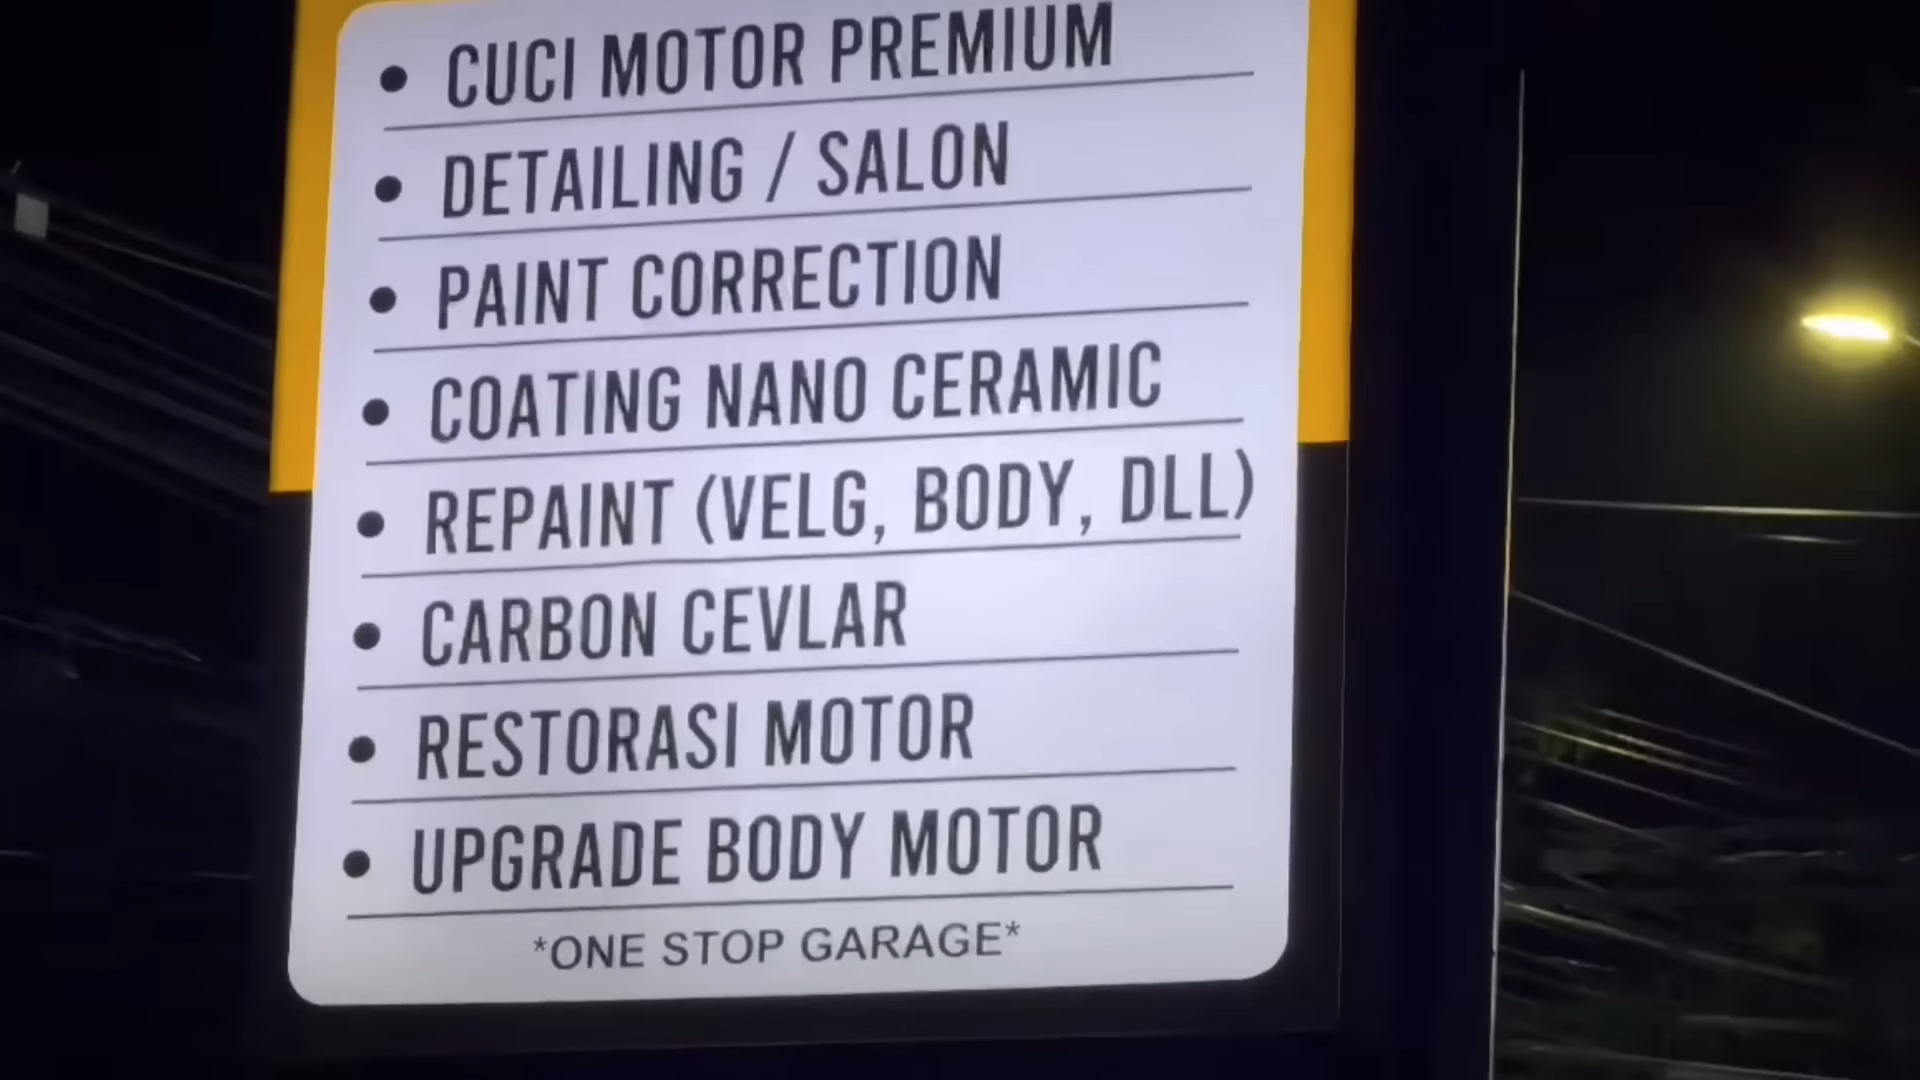 • CUCI MOTOR PREMIUM
• DETAILING / SALON
• PAINT CORRECTION
• COATING NANO CERAMIC
• REPAINT (VELG, BODY, DLL)
• CARBON CEVLAR
• RESTORASI MOTOR
• UPGRADE BODY MOTOR
*ONE STOP GARAGE*